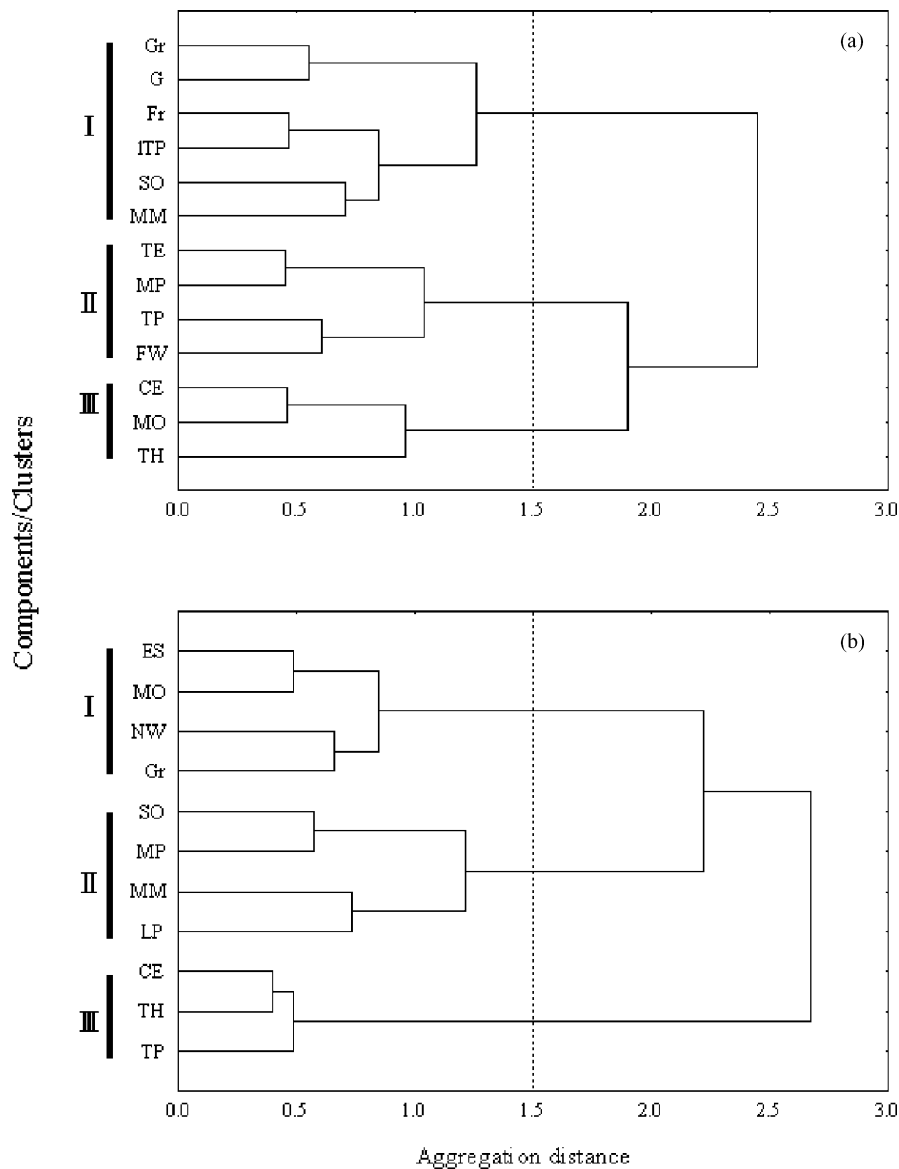 (a)
I
Gr
G
Fr
1TP
SO
MM
II
TE
MP
TP
FW
III
CE
MO
TH
0.0 0.5 1.0 1.5 2.0 2.5 3.0
Components/Clusters
(b)
I
ES
MO
NW
Gr
II
SO
MP
MM
LP
III
CE
TH
TP
0.0 0.5 1.0 1.5 2.0 2.5 3.0
Aggregation distance